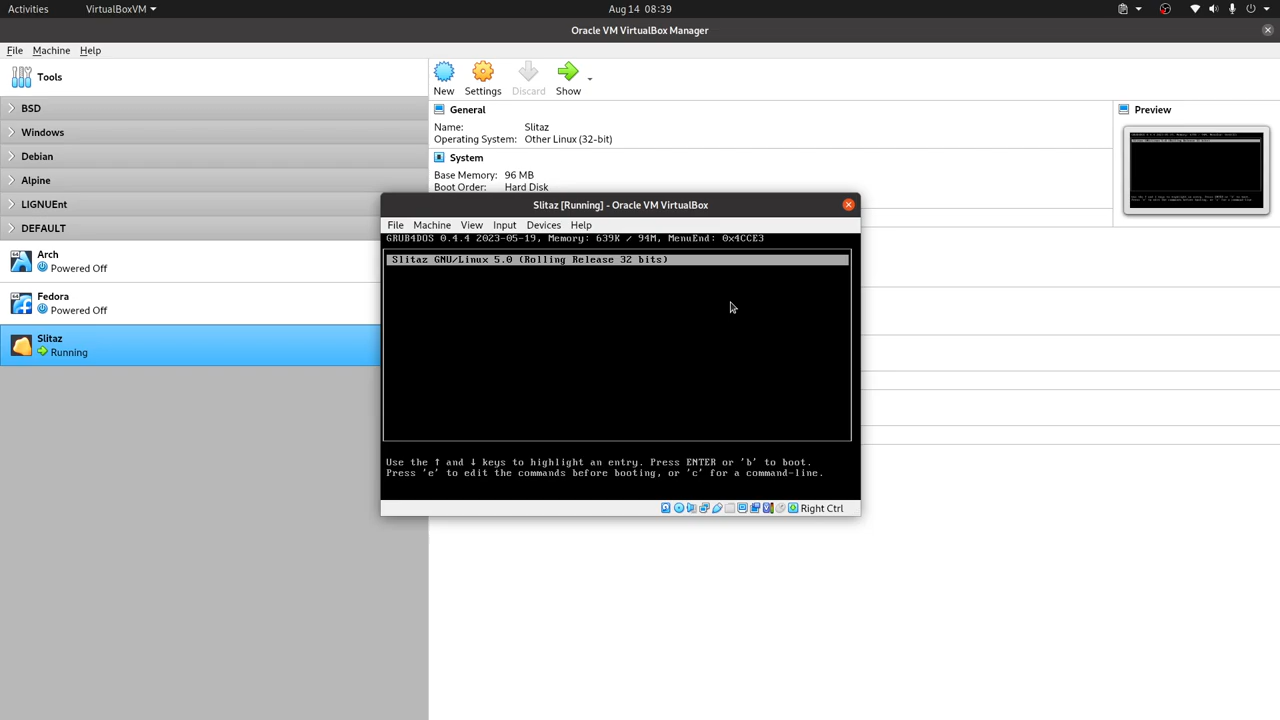 Activities
VirtualBoxVM
Aug 14 08:39
Oracle VM VirtualBox Manager
File Machine Help
Tools
New Settings Discard Show
BSD
Windows
Debian
Alpine
LIGNUEnt
DEFAULT
Arch
Powered Off
Fedora
Powered Off
Slitaz
Running
General
Name: Slitaz
Operating System: Other Linux (32-bit)
System
Base Memory: 96 MB
Boot Order: Hard Disk
Preview
Slitaz [Running] - Oracle VM VirtualBox
File Machine View Input Devices Help
GRUB4DOS 0.4.4 2023-05-19, Memory: 639K / 94M, MenuEnd: 0x4CCE3
Slitaz GNU/Linux 5.0 (Rolling Release 32 bits)
Use the ↑ and ↓ keys to highlight an entry. Press ENTER or 'b' to boot.
Press 'e' to edit the commands before booting, or 'c' for a command-line.
Right Ctrl